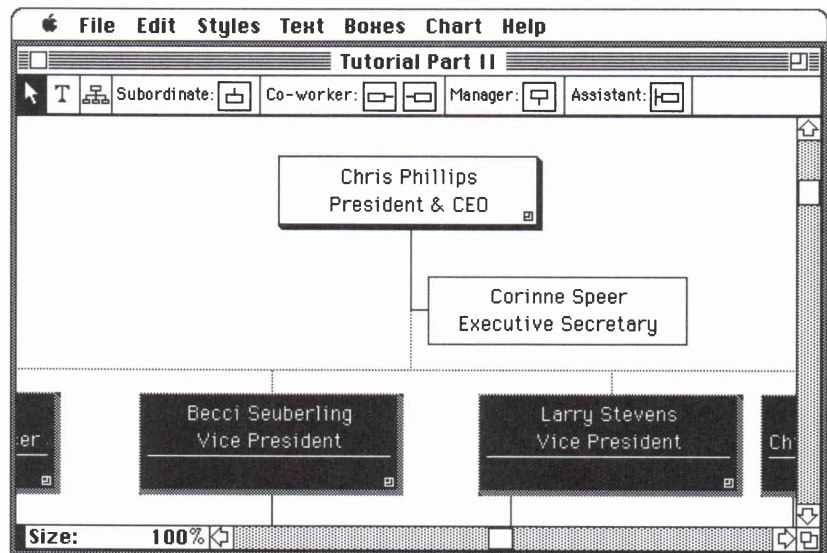 File Edit Styles Text Boxes Chart Help
Tutorial Part II
T Subordinate: Co-worker: Manager: Assistant:
Chris Phillips
President & CEO
Corinne Speer
Executive Secretary
Becci Seuberling
Vice President
Larry Stevens
Vice President
Size: 100%